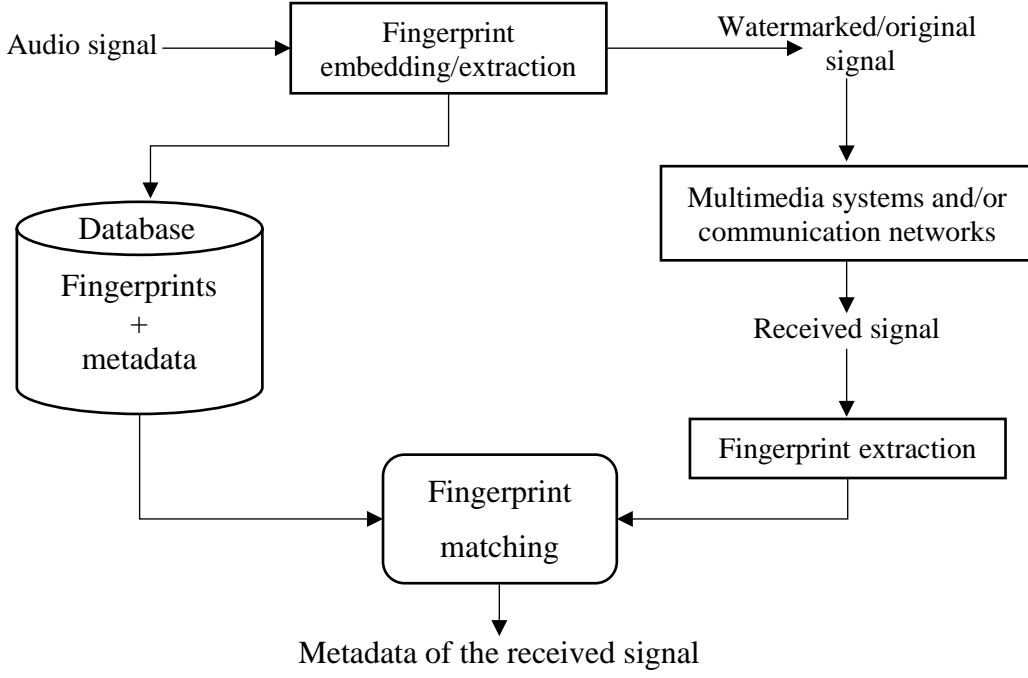 Audio signal
Fingerprint
embedding/extraction
Watermarked/original
signal
Database
Fingerprints
+
metadata
Multimedia systems and/or
communication networks
Received signal
Fingerprint extraction
Fingerprint
matching
Metadata of the received signal